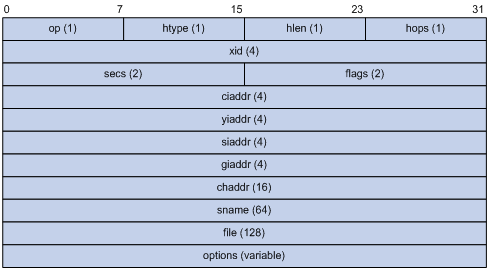 0 7 15 23 31
op (1) htype (1) hlen (1) hops (1)
xid (4)
secs (2) flags (2)
ciaddr (4)
yiaddr (4)
siaddr (4)
giaddr (4)
chaddr (16)
sname (64)
file (128)
options (variable)